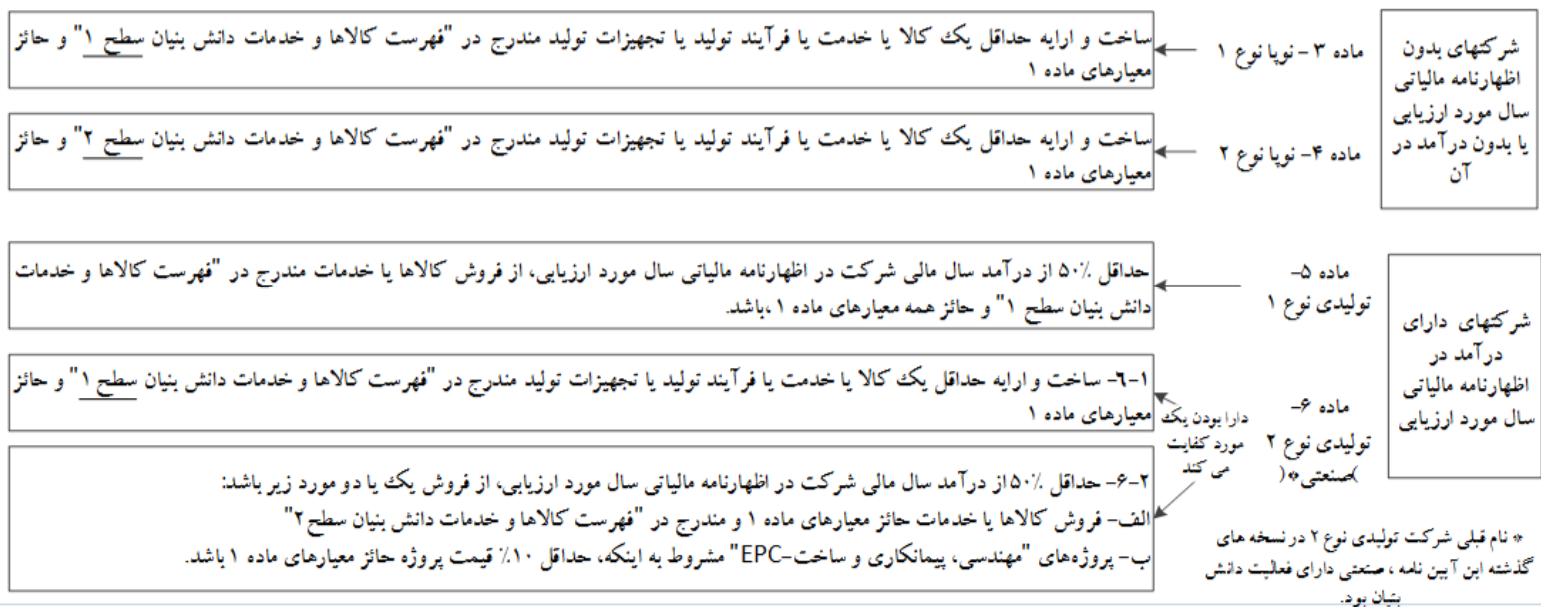 شرکتهای بدون
اظهارنامه مالیاتی
سال مورد ارزیابی
یا بدون درآمد در
آن
ماده ۳ – نوپا نوع ۱
ساخت و ارایه حداقل یک کالا یا خدمت یا فرآیند تولید یا تجهیزات تولید مندرج در "فهرست کالاها و خدمات دانش بنیان سطح ۱" و حائز
معیارهای ماده ۱
ماده ۴– نوپا نوع ۲
ساخت و ارایه حداقل یک کالا یا خدمت یا فرآیند تولید یا تجهیزات تولید مندرج در "فهرست کالاها و خدمات دانش بنیان سطح ۲" و حائز
معیارهای ماده ۱
شرکتهای دارای
درآمد در
اظهارنامه مالیاتی
سال مورد ارزیابی
ماده ۵–
تولیدی نوع ۱
حداقل ۵۰٪ از درآمد سال مالی شرکت در اظهارنامه مالیاتی سال مورد ارزیابی، از فروش کالاها یا خدمات مندرج در "فهرست کالاها و خدمات
دانش بنیان سطح ۱" و حائز همه معیارهای ماده ۱ ،باشد.
ماده ۶–
تولیدی نوع ۲
)صنعتی*(
دارا بودن یک
مورد کفایت
می کند
۶-۱- ساخت و ارایه حداقل یک کالا یا خدمت یا فرآیند تولید یا تجهیزات تولید مندرج در "فهرست کالاها و خدمات دانش بنیان سطح ۱" و حائز
معیارهای ماده ۱
۶-۲– حداقل ۵۰٪ از درآمد سال مالی شرکت در اظهارنامه مالیاتی سال مورد ارزیابی، از فروش یک یا دو مورد زیر باشد:
الف– فروش کالاها یا خدمات حائز معیارهای ماده ۱ و مندرج در "فهرست کالاها و خدمات دانش بنیان سطح۲"
ب– پروژه‌های "مهندسی، پیمانکاری و ساخت–EPC" مشروط به اینکه، حداقل ۱۰٪ قیمت پروژه حائز معیارهای ماده ۱ باشد.
* نام قبلی شرکت تولیدی نوع ۲ در نسخه های
گذشته این آیین نامه ، صنعتی دارای فعالیت دانش
بنیان بود.